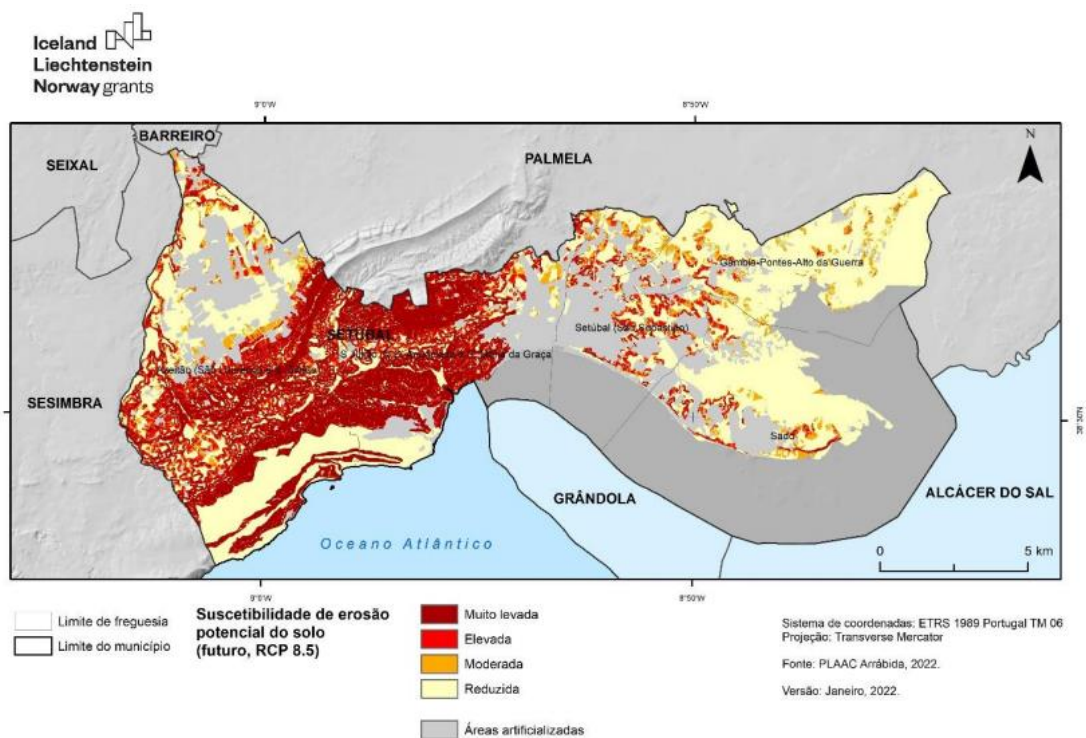 Iceland
Liechtenstein
Norway grants
9°0'W
8°50'W
BARREIRO
SEIXAL
PALMELA
N
Gâmbia-Pontes-Alto da Guerra
SETÚBAL
Setúbal (São Sebastião)
da Graça
SESIMBRA
38°30'N
Sado
GRÂNDOLA
ALCÁCER DO SAL
Oceano Atlântico
0 5 km
9°0'W
8°50'W
Limite de freguesia
Limite do município
Suscetibilidade de erosão
potencial do solo
(futuro, RCP 8.5)
Muito levada
Elevada
Moderada
Reduzida
Áreas artificializadas
Sistema de coordenadas: ETRS 1989 Portugal TM 06
Projeção: Transverse Mercator
Fonte: PLAAC Arrábida, 2022.
Versão: Janeiro, 2022.